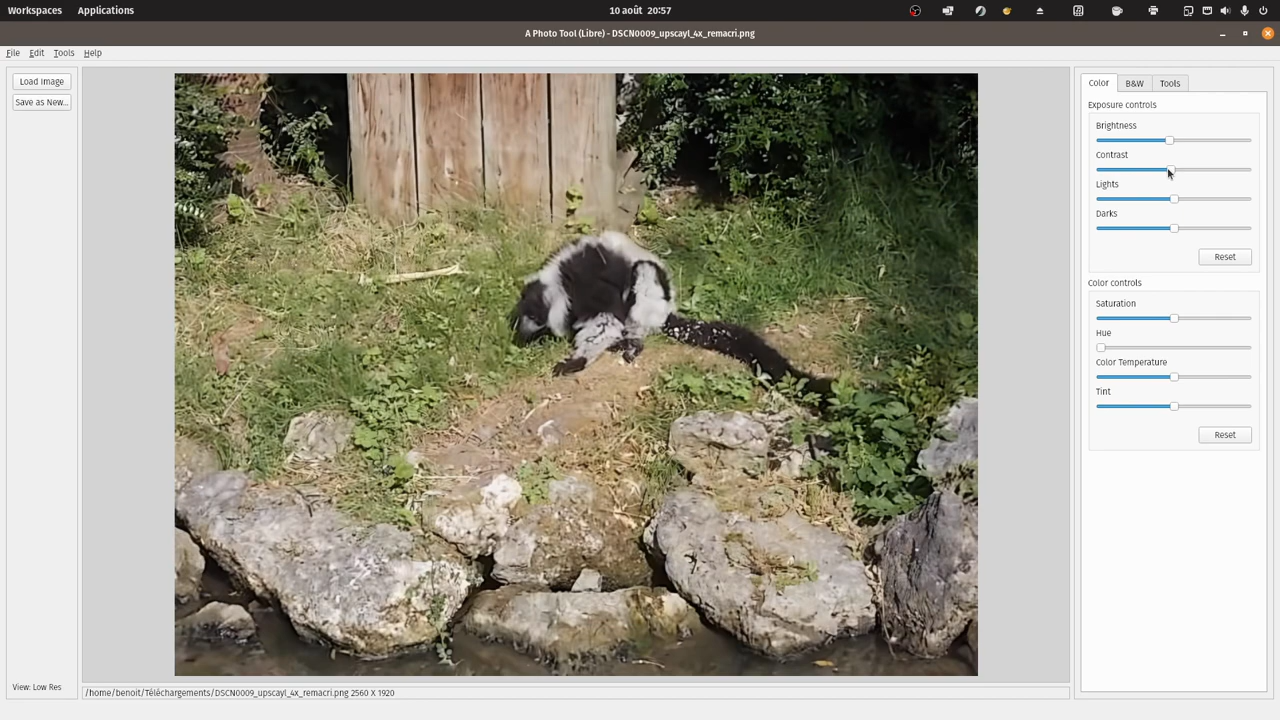 Workspaces Applications 10 août 20:57
A Photo Tool (Libre) - DSCN0009_upscayl_4x_remacri.png
File Edit Tools Help
Load Image
Save as New...
Color B&W Tools
Exposure controls
Brightness
Contrast
Lights
Darks
Reset
Color controls
Saturation
Hue
Color Temperature
Tint
Reset
View: Low Res
/home/benoit/Téléchargements/DSCN0009_upscayl_4x_remacri.png 2560 X 1920